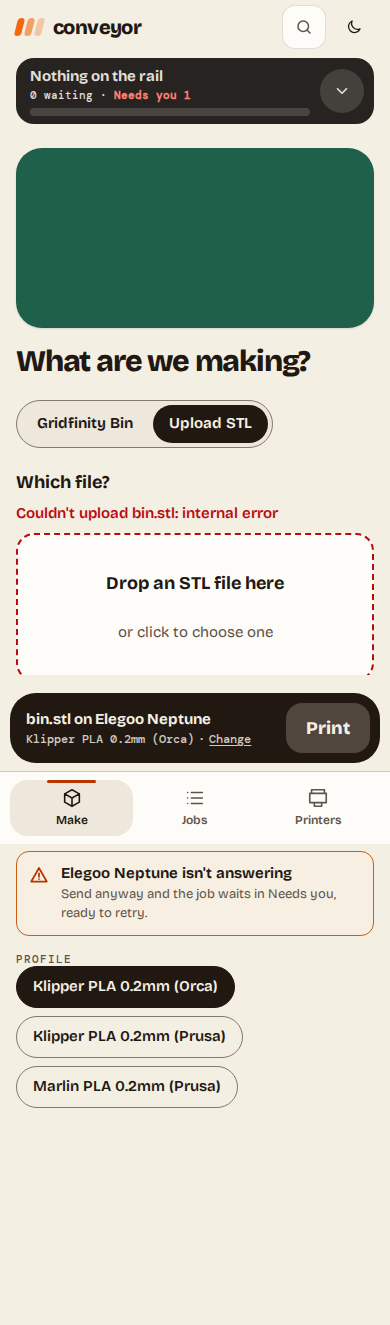 conveyor
Nothing on the rail
0 waiting · Needs you 1
What are we making?
Gridfinity Bin
Upload STL
Which file?
Couldn't upload bin.stl: internal error
Drop an STL file here
or click to choose one
bin.stl on Elegoo Neptune
Klipper PLA 0.2mm (Orca) · Change
Print
Make
Jobs
Printers
Elegoo Neptune isn't answering
Send anyway and the job waits in Needs you,
ready to retry.
PROFILE
Klipper PLA 0.2mm (Orca)
Klipper PLA 0.2mm (Prusa)
Marlin PLA 0.2mm (Prusa)